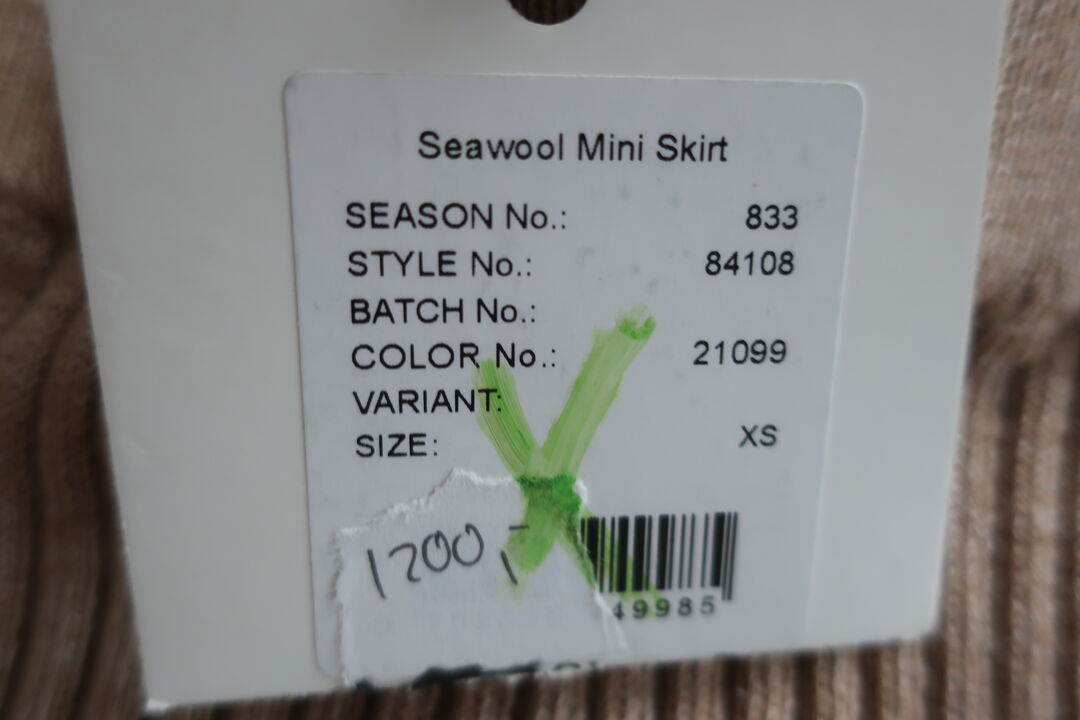 Seawool Mini Skirt
SEASON No.: 833
STYLE No.: 84108
BATCH No.:
COLOR No.: 21099
VARIANT:
SIZE: XS
1200,-
49985